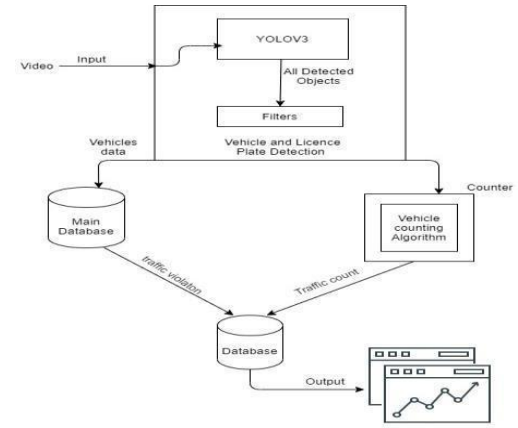 YOLOV3
Video
Input
All Detected
Objects
Filters
Vehicles
data
Vehicle and Licence
Plate Detection
Counter
Main
Database
Vehicle
counting
Algorithm
traffic violaton
Traffic count
Database
Output